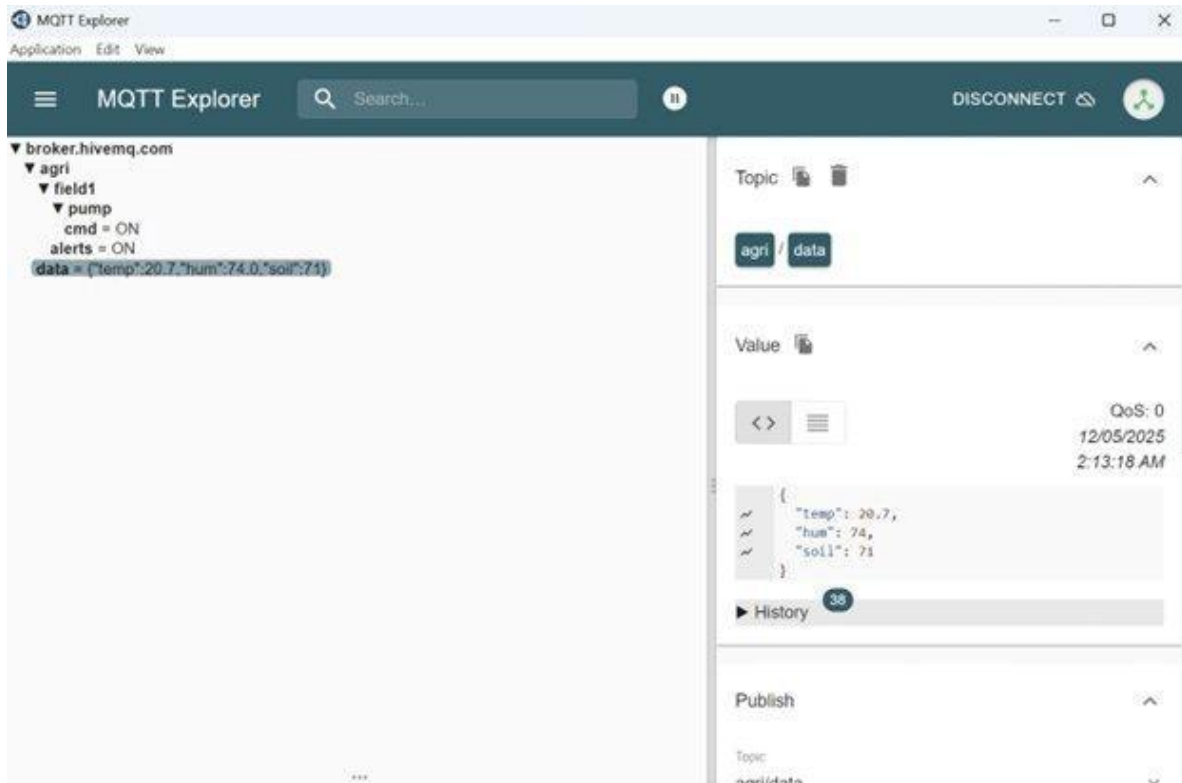 MQTT Explorer
Application Edit View
MQTT Explorer
Search...
DISCONNECT
▼ broker.hivemq.com
▼ agri
▼ field1
▼ pump
cmd = ON
alerts = ON
data = {"temp":20.7,"hum":74.0,"soil":71}
Topic
agri / data
Value
<>
QoS: 0
12/05/2025
2:13:18 AM
{
"temp": 20.7,
"hum": 74,
"soil": 71
}
▶ History 38
Publish
Topic
agri/data